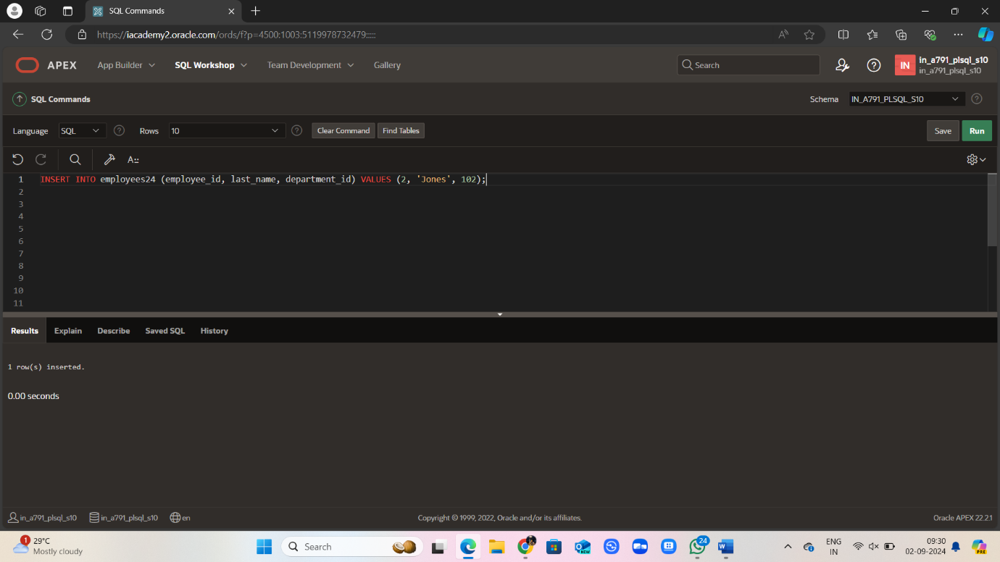 SQL Commands
https://iacademy2.oracle.com/ords/f?p=4500:1003:5119978732479:::::
APEX App Builder SQL Workshop Team Development Gallery Search IN in_a791_plsql_s10
in_a791_plsql_s10
SQL Commands Schema IN_A791_PLSQL_S10
Language SQL Rows 10 Clear Command Find Tables Save Run
A::
1 INSERT INTO employees24 (employee_id, last_name, department_id) VALUES (2, 'Jones', 102);
2
3
4
5
6
7
8
9
10
11
Results Explain Describe Saved SQL History
1 row(s) inserted.
0.00 seconds
in_a791_plsql_s10 in_a791_plsql_s10 en Copyright © 1999, 2022, Oracle and/or its affiliates. Oracle APEX 22.2.1
1 29°C Search NEW 24 W ENG 09:30 PRE
Mostly cloudy IN 02-09-2024